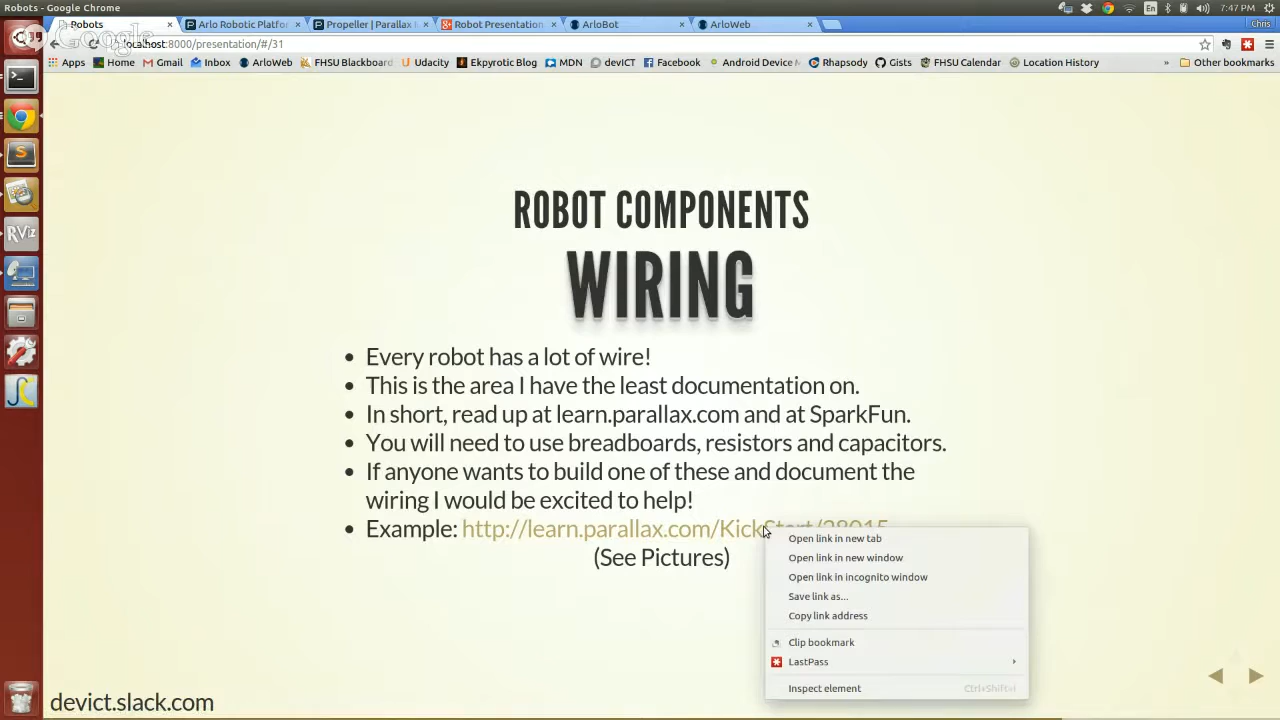 Robots - Google Chrome
En
7:47 PM
Robots
Arlo Robotic Platfor
Propeller | Parallax
Robot Presentation
ArloBot
ArloWeb
Chris
Google
localhost:8000/presentation/#/31
Apps
Home
Gmail
Inbox
ArloWeb
FHSU Blackboard
Udacity
Ekpyrotic Blog
MDN
devICT
Facebook
Android Device M
Rhapsody
Gists
FHSU Calendar
Location History
»
Other bookmarks
RViz
ROBOT COMPONENTS
WIRING
• Every robot has a lot of wire!
• This is the area I have the least documentation on.
• In short, read up at learn.parallax.com and at SparkFun.
• You will need to use breadboards, resistors and capacitors.
• If anyone wants to build one of these and document the
wiring I would be excited to help!
• Example: http://learn.parallax.com/KickStart/28015
(See Pictures)
Open link in new tab
Open link in new window
Open link in incognito window
Save link as...
Copy link address
Clip bookmark
LastPass
Inspect element
Ctrl+Shift+I
devict.slack.com